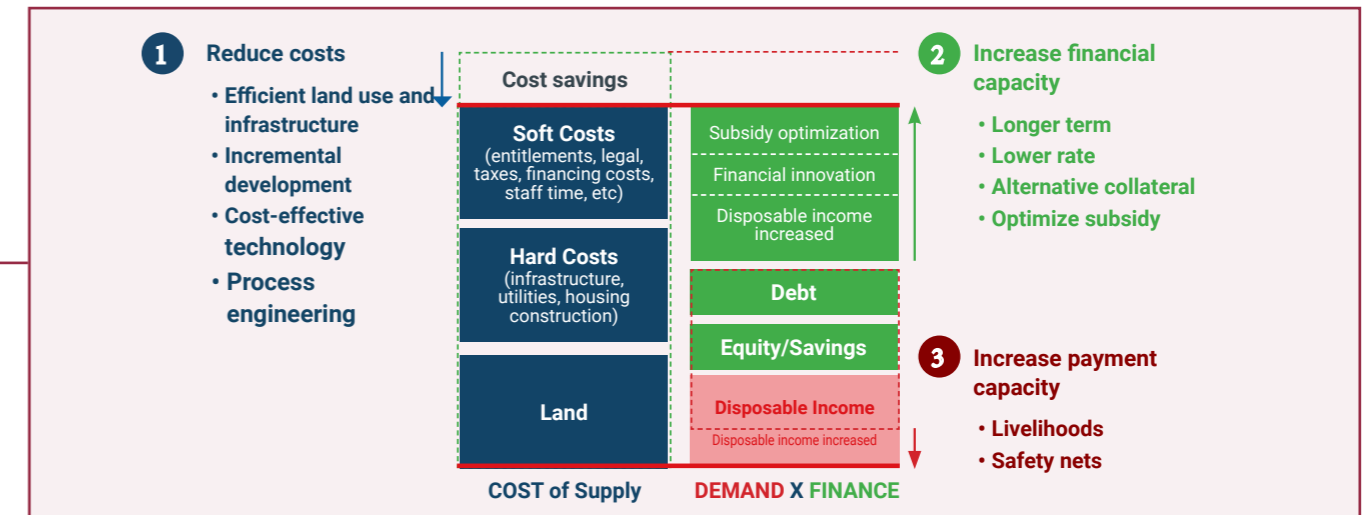 1 Reduce costs
• Efficient land use and
infrastructure
• Incremental
development
• Cost-effective
technology
• Process
engineering
Cost savings
Soft Costs
(entitlements, legal,
taxes, financing costs,
staff time, etc)
Hard Costs
(infrastructure,
utilities, housing
construction)
Land
COST of Supply
Subsidy optimization
Financial innovation
Disposable income
increased
Debt
Equity/Savings
Disposable Income
Disposable income increased
DEMAND X FINANCE
2 Increase financial
capacity
• Longer term
• Lower rate
• Alternative collateral
• Optimize subsidy
3 Increase payment
capacity
• Livelihoods
• Safety nets